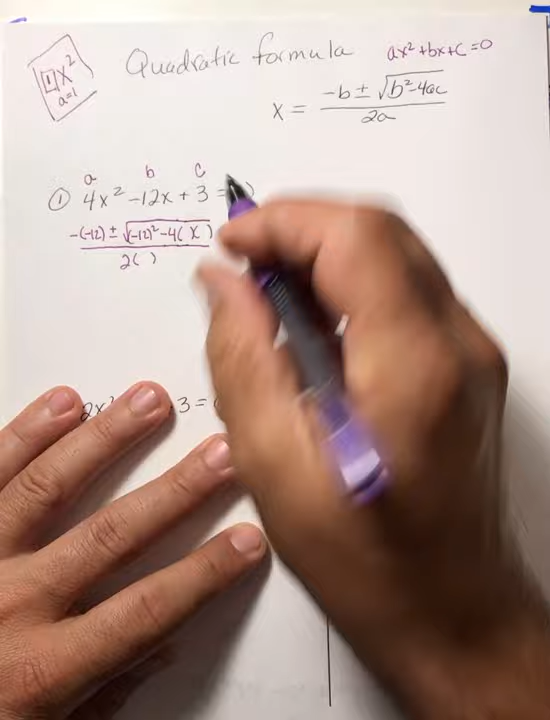 1x²
a=1
Quadratic formula
ax²+bx+c=0
x = -b ± √b²-4ac / 2a
a b c
① 4x² -12x + 3 =
-(-12) ± √(-12)² -4( )( )
2( )
2x² +3 =